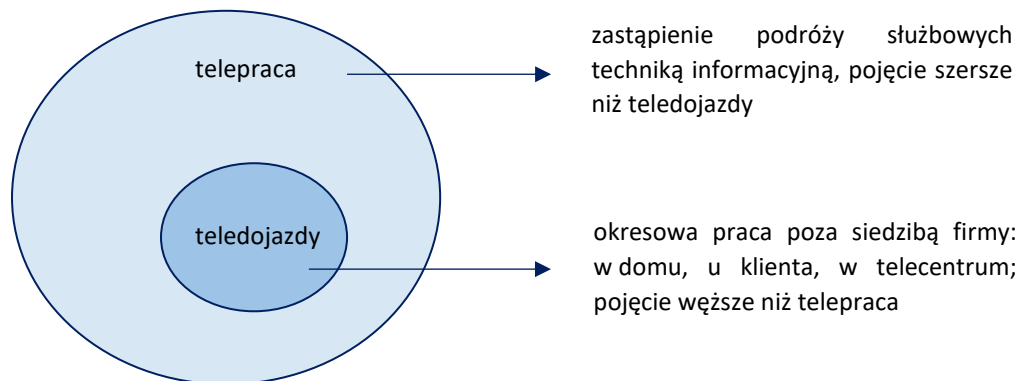 telepraca
zastąpienie podróży służbowych
techniką informacyjną, pojęcie szersze
niż teledojazdy
teledojazdy
okresowa praca poza siedzibą firmy:
w domu, u klienta, w telecentrum;
pojęcie węższe niż telepraca